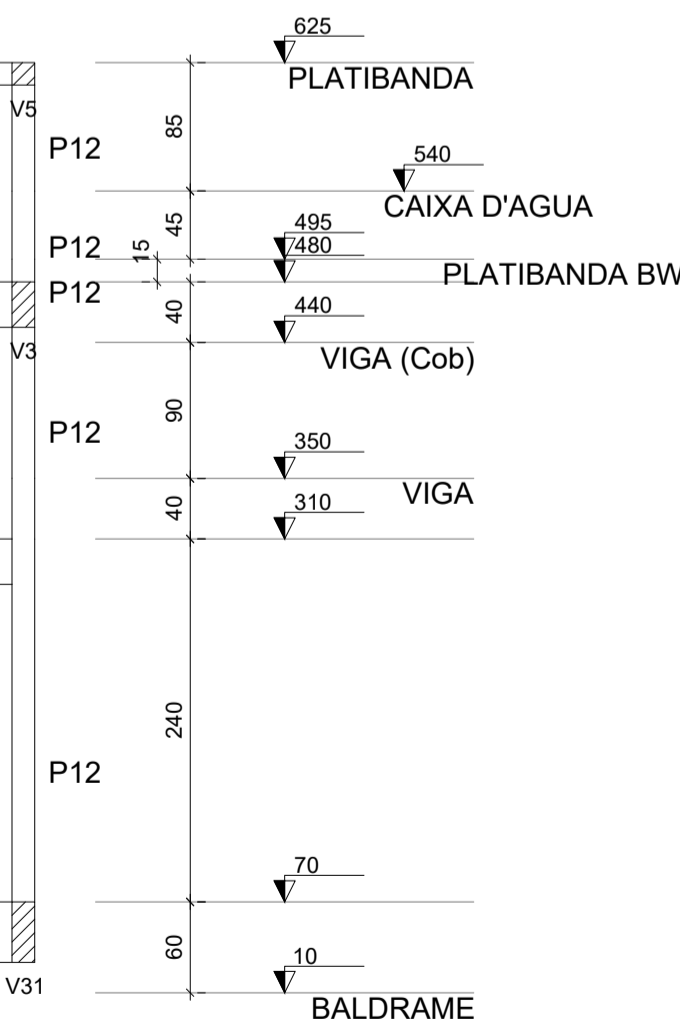 625
PLATIBANDA
V5
85
P12
540
CAIXA D'AGUA
45
495
P12
15
480
PLATIBANDA BW
P12
40
440
V3
VIGA (Cob)
90
P12
350
VIGA
40
310
240
P12
70
60
10
V31
BALDRAME